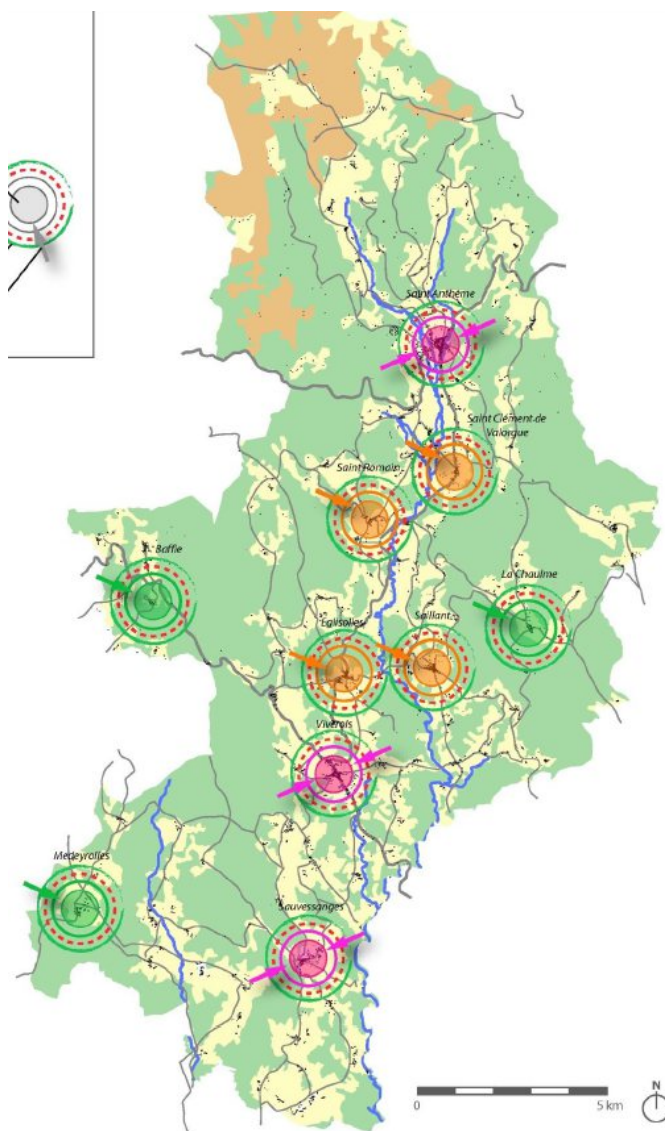 Saint Anthème
Saint Clément de
Valorgue
Saint Romain
Baffie
La Chaulme
Eglisolles
Saillant
Viverols
Medeyrolles
Sauvessanges
0
5 km
N